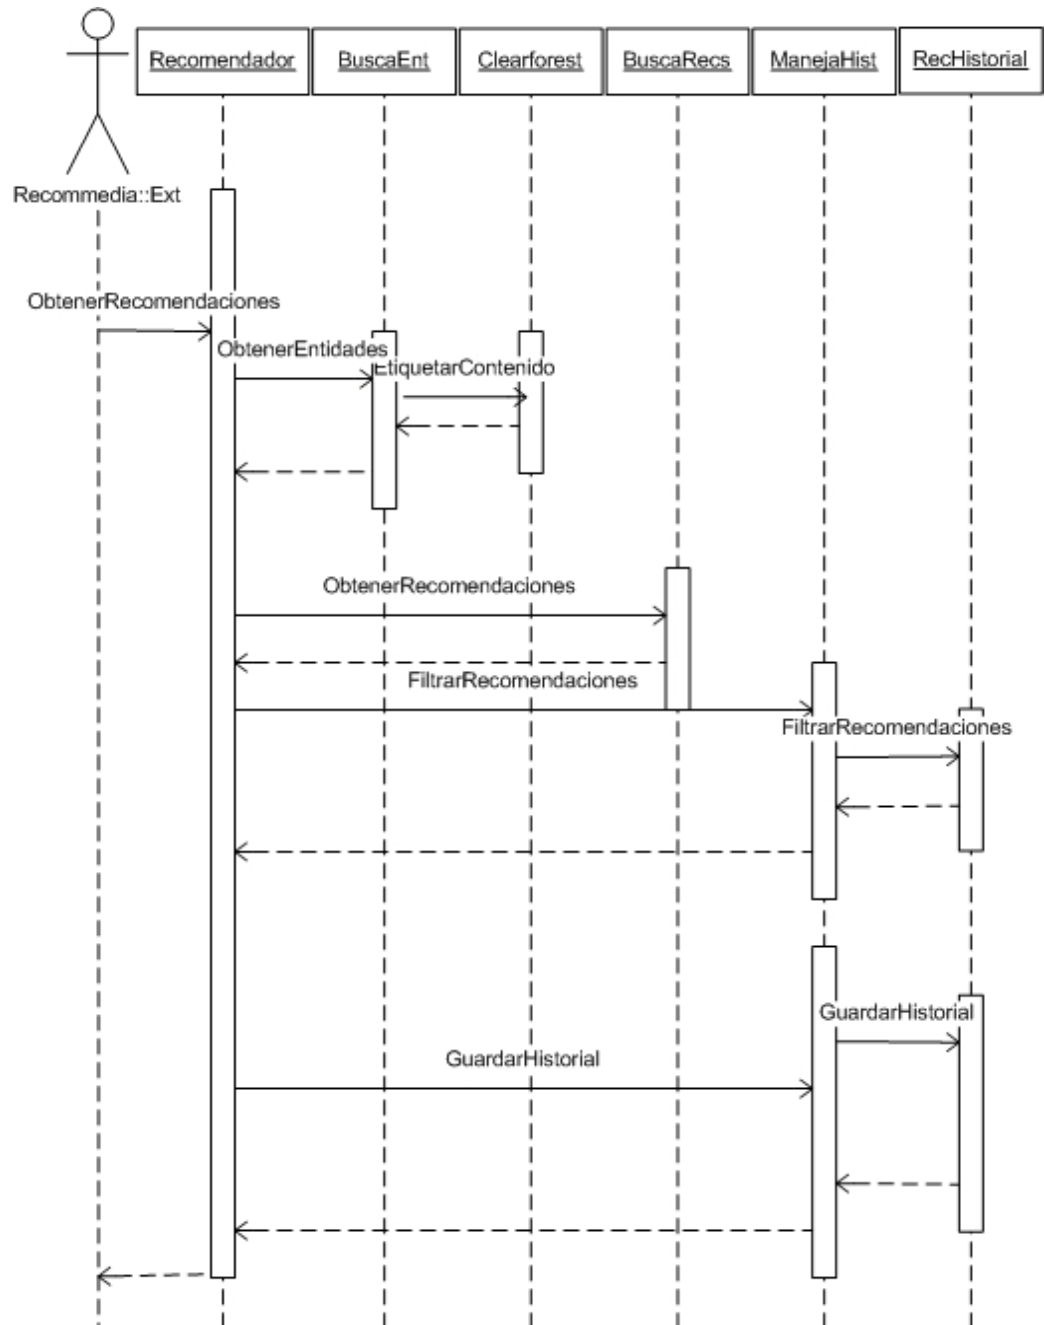 Recomendador
BuscaEnt
Clearforest
BuscaRecs
ManejaHist
RecHistorial
Recommedia::Ext
ObtenerRecomendaciones
ObtenerEntidades
EtiquetarContenido
ObtenerRecomendaciones
FiltrarRecomendaciones
FiltrarRecomendaciones
GuardarHistorial
GuardarHistorial